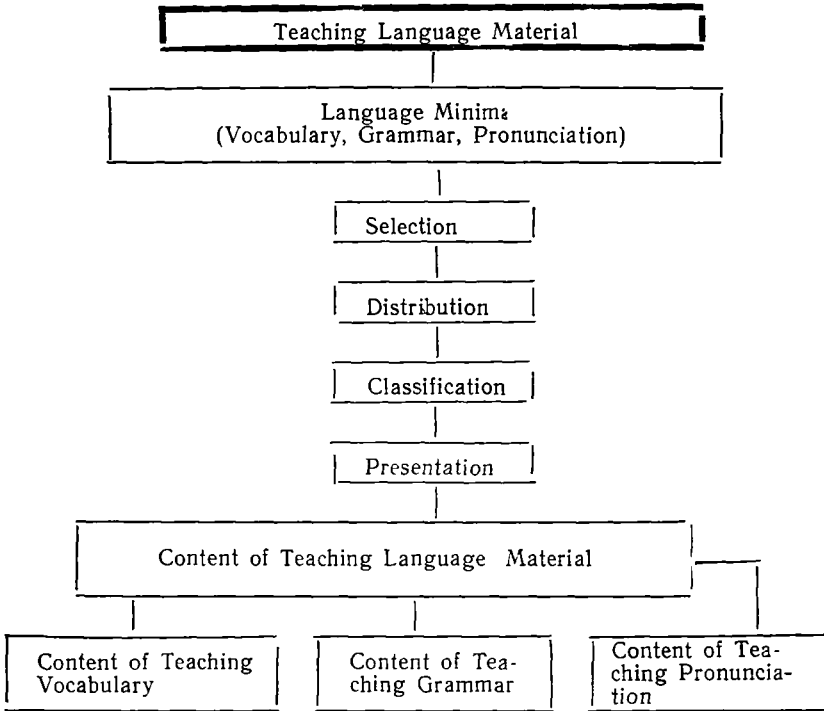 Teaching Language Material
Language Minima
(Vocabulary, Grammar, Pronunciation)
Selection
Distribution
Classification
Presentation
Content of Teaching Language Material
Content of Teaching
Vocabulary
Content of Tea-
ching Grammar
Content of Tea-
ching Pronuncia-
tion